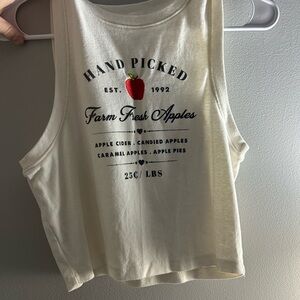 HAND PICKED
EST. 1992
Farm Fresh Apples
APPLE CIDER . CANDIED APPLES
CARAMEL APPLES . APPLE PIES
25¢/ LBS